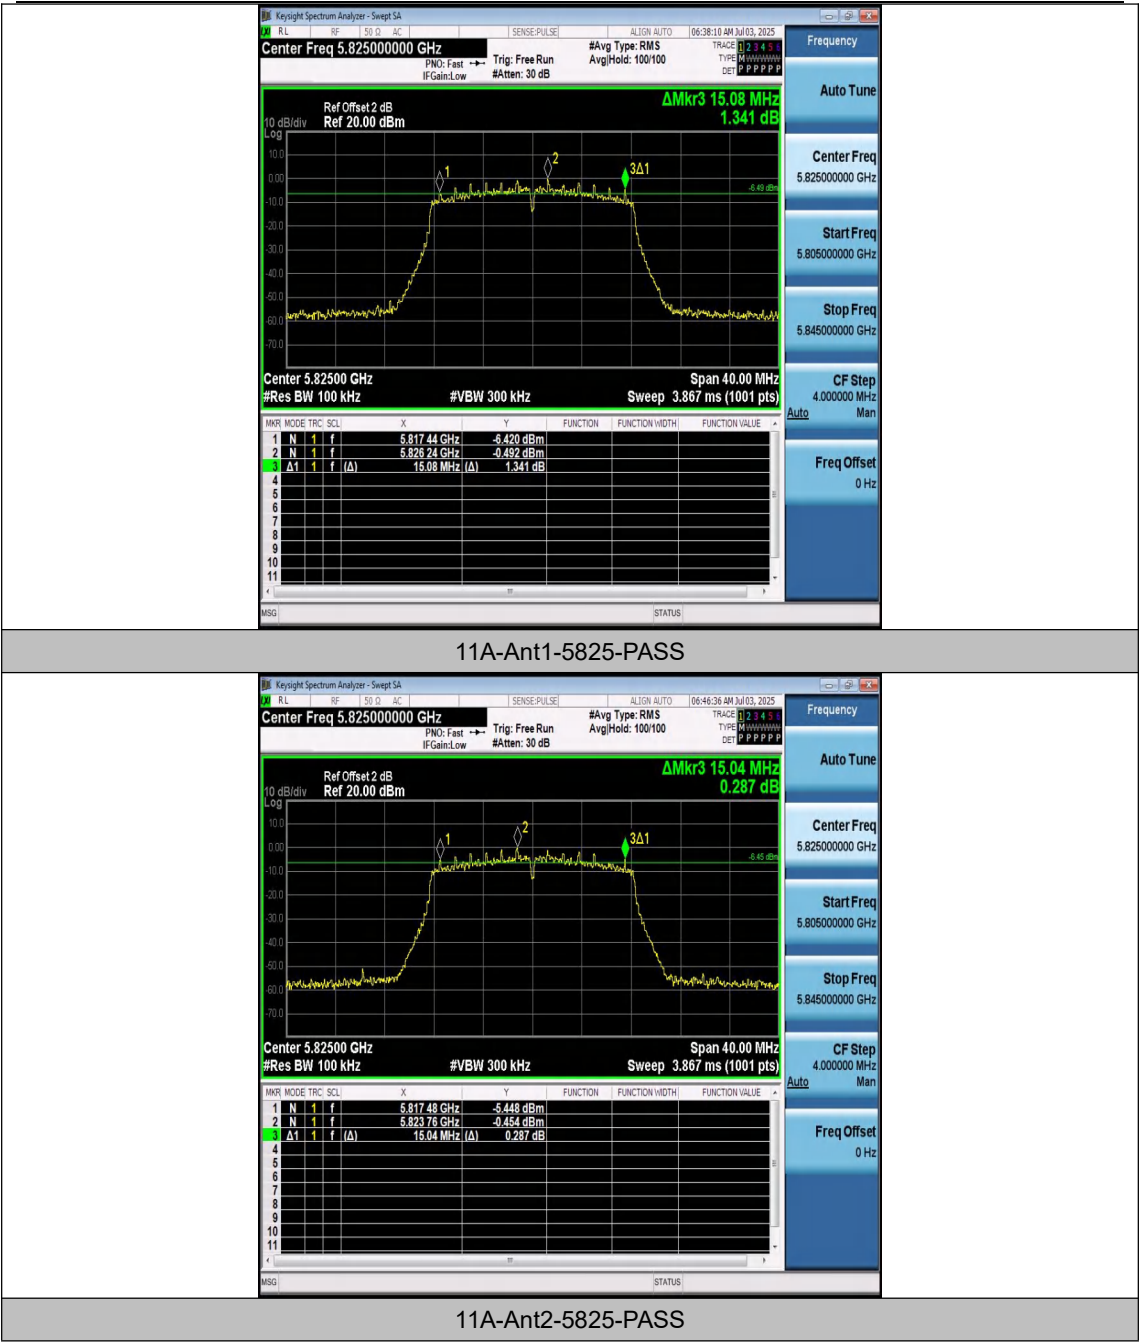 Keysight Spectrum Analyzer - Swept SA
RL RF 50 Ω AC SENSE:PULSE ALIGN AUTO 06:38:10 AM Jul 03, 2025
Center Freq 5.825000000 GHz
PNO: Fast
IFGain:Low
Trig: Free Run
#Atten: 30 dB
#Avg Type: RMS
Avg|Hold: 100/100
TRACE 1 2 3 4 5 6
TYPE M WWWWW
DET P P P P P P
ΔMkr3 15.08 MHz
1.341 dB
Ref Offset 2 dB
10 dB/div Ref 20.00 dBm
Log
10.0
0.00
-10.0
-20.0
-30.0
-40.0
-50.0
-60.0
-70.0
1
2
3Δ1
-6.49 dBm
Center 5.82500 GHz Span 40.00 MHz
#Res BW 100 kHz #VBW 300 kHz Sweep 3.867 ms (1001 pts)
MKR MODE TRC SCL X Y FUNCTION FUNCTION WIDTH FUNCTION VALUE
1 N 1 f 5.817 44 GHz -6.420 dBm
2 N 1 f 5.826 24 GHz -0.492 dBm
3 Δ1 1 f (Δ) 15.08 MHz (Δ) 1.341 dB
4
5
6
7
8
9
10
11
MSG STATUS
Frequency
Auto Tune
Center Freq
5.825000000 GHz
Start Freq
5.805000000 GHz
Stop Freq
5.845000000 GHz
CF Step
4.000000 MHz
Auto Man
Freq Offset
0 Hz
11A-Ant1-5825-PASS
Keysight Spectrum Analyzer - Swept SA
RL RF 50 Ω AC SENSE:PULSE ALIGN AUTO 06:46:36 AM Jul 03, 2025
Center Freq 5.825000000 GHz
PNO: Fast
IFGain:Low
Trig: Free Run
#Atten: 30 dB
#Avg Type: RMS
Avg|Hold: 100/100
TRACE 1 2 3 4 5 6
TYPE M WWWWW
DET P P P P P P
ΔMkr3 15.04 MHz
0.287 dB
Ref Offset 2 dB
10 dB/div Ref 20.00 dBm
Log
10.0
0.00
-10.0
-20.0
-30.0
-40.0
-50.0
-60.0
-70.0
1
2
3Δ1
-6.45 dBm
Center 5.82500 GHz Span 40.00 MHz
#Res BW 100 kHz #VBW 300 kHz Sweep 3.867 ms (1001 pts)
MKR MODE TRC SCL X Y FUNCTION FUNCTION WIDTH FUNCTION VALUE
1 N 1 f 5.817 48 GHz -5.448 dBm
2 N 1 f 5.823 76 GHz -0.454 dBm
3 Δ1 1 f (Δ) 15.04 MHz (Δ) 0.287 dB
4
5
6
7
8
9
10
11
MSG STATUS
Frequency
Auto Tune
Center Freq
5.825000000 GHz
Start Freq
5.805000000 GHz
Stop Freq
5.845000000 GHz
CF Step
4.000000 MHz
Auto Man
Freq Offset
0 Hz
11A-Ant2-5825-PASS